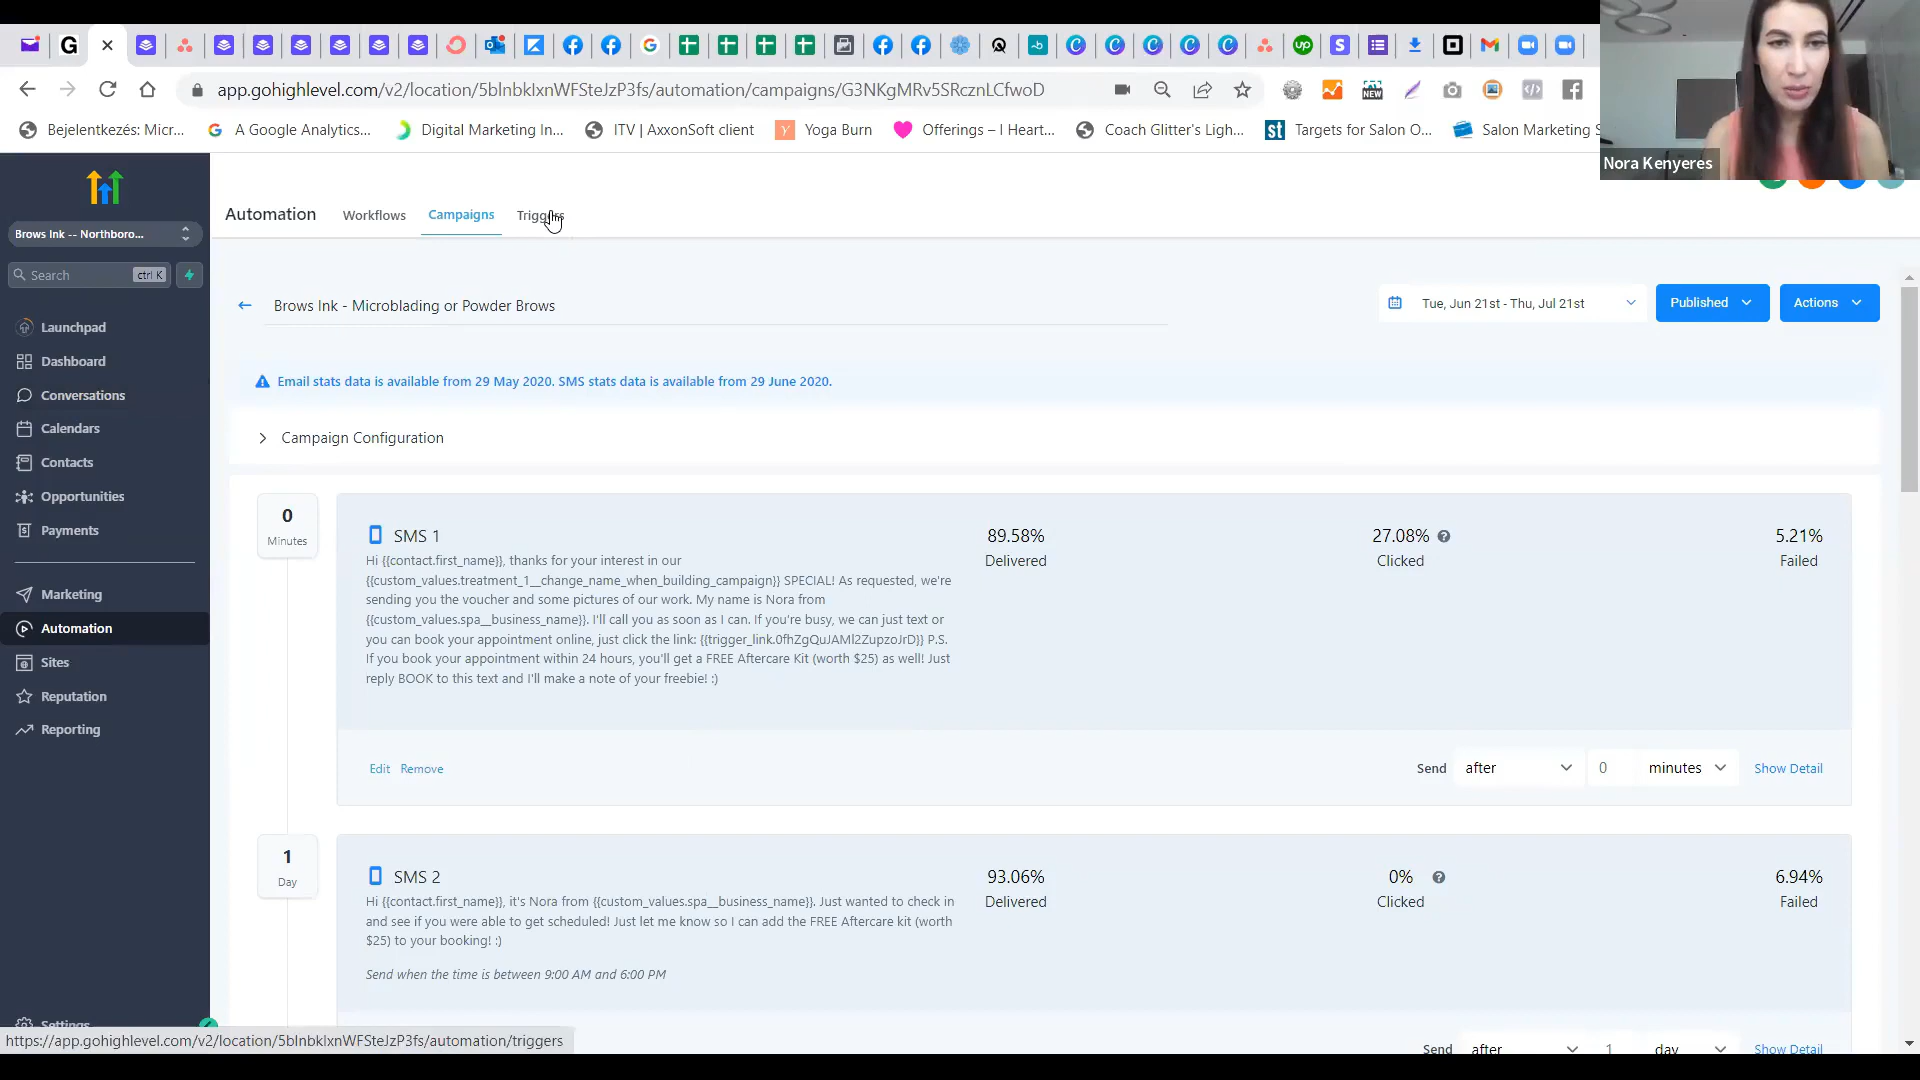 app.gohighlevel.com/v2/location/5blnbklxnWFSteJzP3fs/automation/campaigns/G3NKgMRv5SRcznLCfwoD
Bejelentkezés: Micr...
A Google Analytics...
Digital Marketing In...
ITV | AxxonSoft client
Yoga Burn
Offerings – I Heart...
Coach Glitter's Ligh...
Targets for Salon O...
Salon Marketing
Nora Kenyeres
Automation
Workflows
Campaigns
Triggers
Brows Ink -- Northboro...
Search
ctrl K
Launchpad
Dashboard
Conversations
Calendars
Contacts
Opportunities
Payments
Marketing
Automation
Sites
Reputation
Reporting
Settings
Brows Ink - Microblading or Powder Brows
Tue, Jun 21st - Thu, Jul 21st
Published
Actions
Email stats data is available from 29 May 2020. SMS stats data is available from 29 June 2020.
Campaign Configuration
0
Minutes
SMS 1
Hi {{contact.first_name}}, thanks for your interest in our
{{custom_values.treatment_1__change_name_when_building_campaign}} SPECIAL! As requested, we're
sending you the voucher and some pictures of our work. My name is Nora from
{{custom_values.spa__business_name}}. I'll call you as soon as I can. If you're busy, we can just text or
you can book your appointment online, just click the link: {{trigger_link.0fhZgQuJAMl2ZupzoJrD}} P.S.
If you book your appointment within 24 hours, you'll get a FREE Aftercare Kit (worth $25) as well! Just
reply BOOK to this text and I'll make a note of your freebie! :)
89.58%
Delivered
27.08%
Clicked
5.21%
Failed
Edit
Remove
Send
after
0
minutes
Show Detail
1
Day
SMS 2
Hi {{contact.first_name}}, it's Nora from {{custom_values.spa__business_name}}. Just wanted to check in
and see if you were able to get scheduled! Just let me know so I can add the FREE Aftercare kit (worth
$25) to your booking! :)
Send when the time is between 9:00 AM and 6:00 PM
93.06%
Delivered
0%
Clicked
6.94%
Failed
Send
after
1
day
Show Detail
https://app.gohighlevel.com/v2/location/5blnbklxnWFSteJzP3fs/automation/triggers